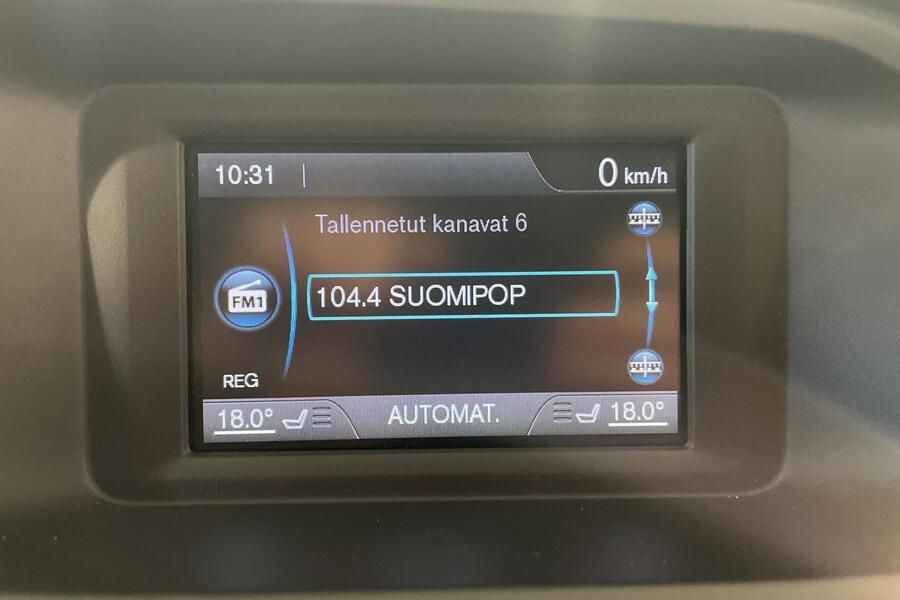 10:31
0 km/h
Tallennetut kanavat 6
FM1
104.4 SUOMIPOP
REG
18.0° AUTOMAT. 18.0°